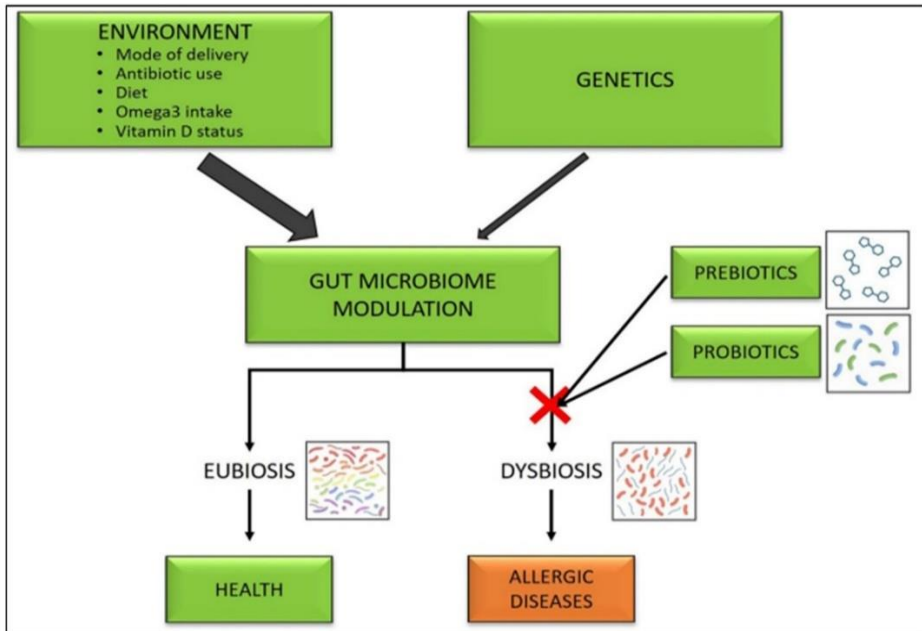 ENVIRONMENT
• Mode of delivery
• Antibiotic use
• Diet
• Omega3 intake
• Vitamin D status
GENETICS
GUT MICROBIOME
MODULATION
PREBIOTICS
PROBIOTICS
EUBIOSIS
DYSBIOSIS
HEALTH
ALLERGIC
DISEASES